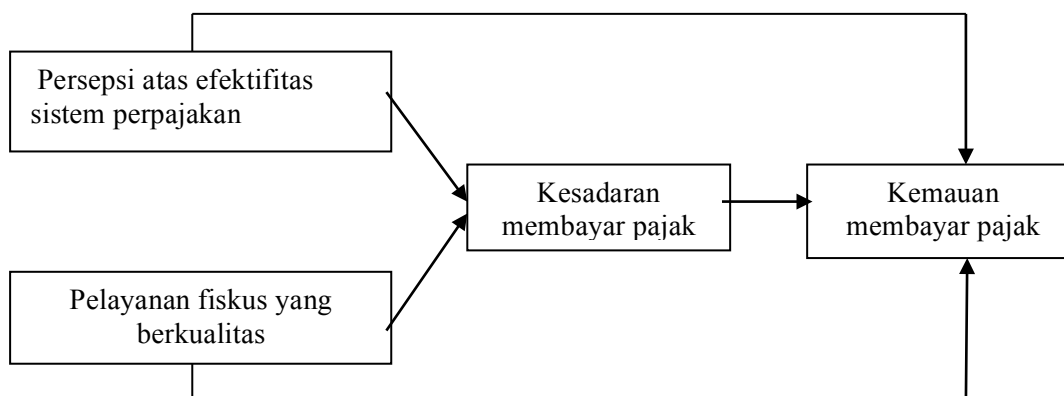 Persepsi atas efektifitas
sistem perpajakan
Kesadaran
membayar pajak
Kemauan
membayar pajak
Pelayanan fiskus yang
berkualitas